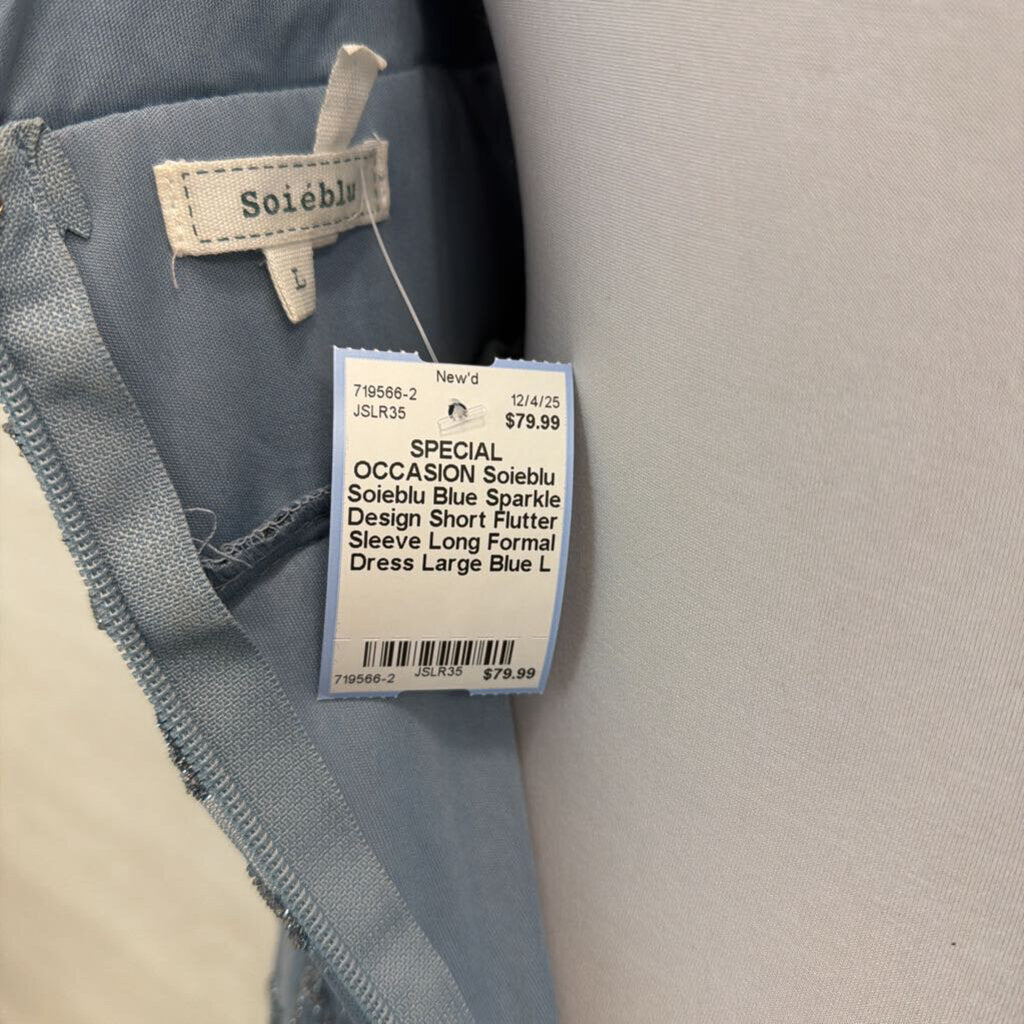 Soiéblu
L
New'd
719566-2 12/4/25
JSLR35 $79.99
SPECIAL
OCCASION Soieblu
Soieblu Blue Sparkle
Design Short Flutter
Sleeve Long Formal
Dress Large Blue L
719566-2 JSLR35 $79.99